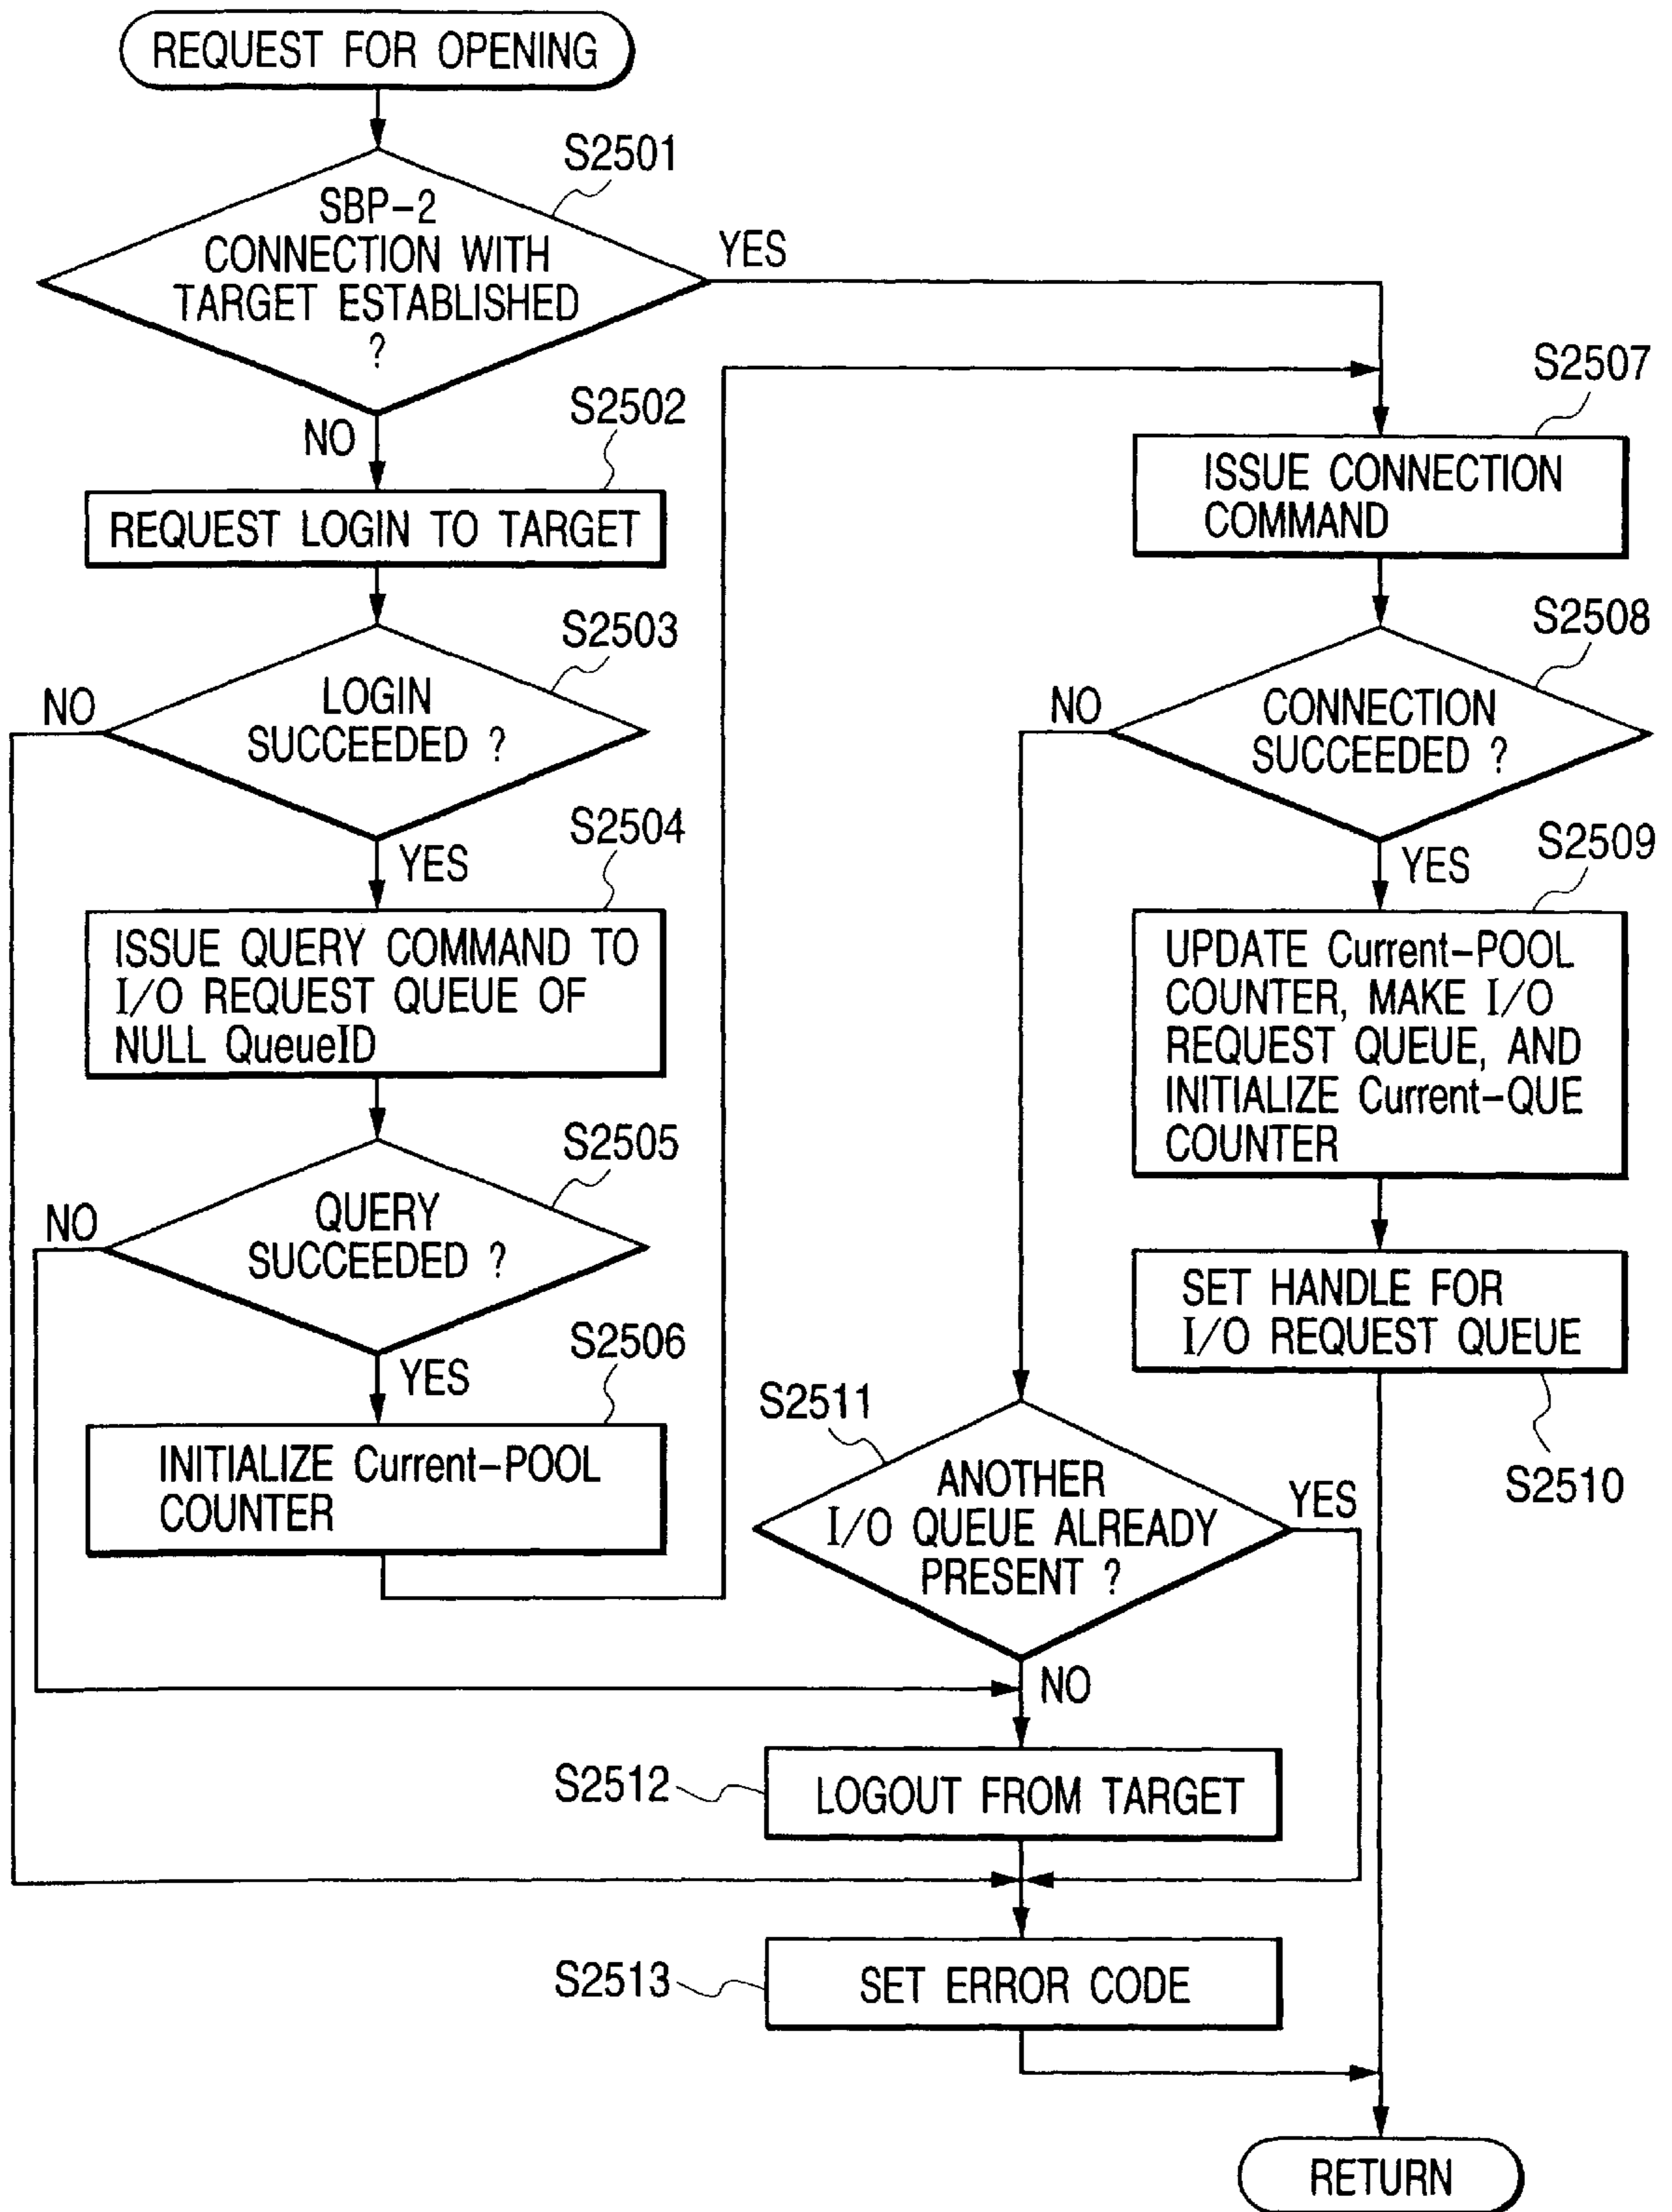 REQUEST FOR OPENING
S2501
SBP-2
CONNECTION WITH
TARGET ESTABLISHED
?
YES
NO
S2502
REQUEST LOGIN TO TARGET
S2503
LOGIN
SUCCEEDED ?
NO
YES
S2504
ISSUE QUERY COMMAND TO
I/O REQUEST QUEUE OF
NULL QueueID
S2505
QUERY
SUCCEEDED ?
NO
YES
S2506
INITIALIZE Current-POOL
COUNTER
S2507
ISSUE CONNECTION
COMMAND
S2508
CONNECTION
SUCCEEDED ?
NO
YES
S2509
UPDATE Current-POOL
COUNTER, MAKE I/O
REQUEST QUEUE, AND
INITIALIZE Current-QUE
COUNTER
SET HANDLE FOR
I/O REQUEST QUEUE
S2510
S2511
ANOTHER
I/O QUEUE ALREADY
PRESENT ?
YES
NO
S2512
LOGOUT FROM TARGET
S2513
SET ERROR CODE
RETURN